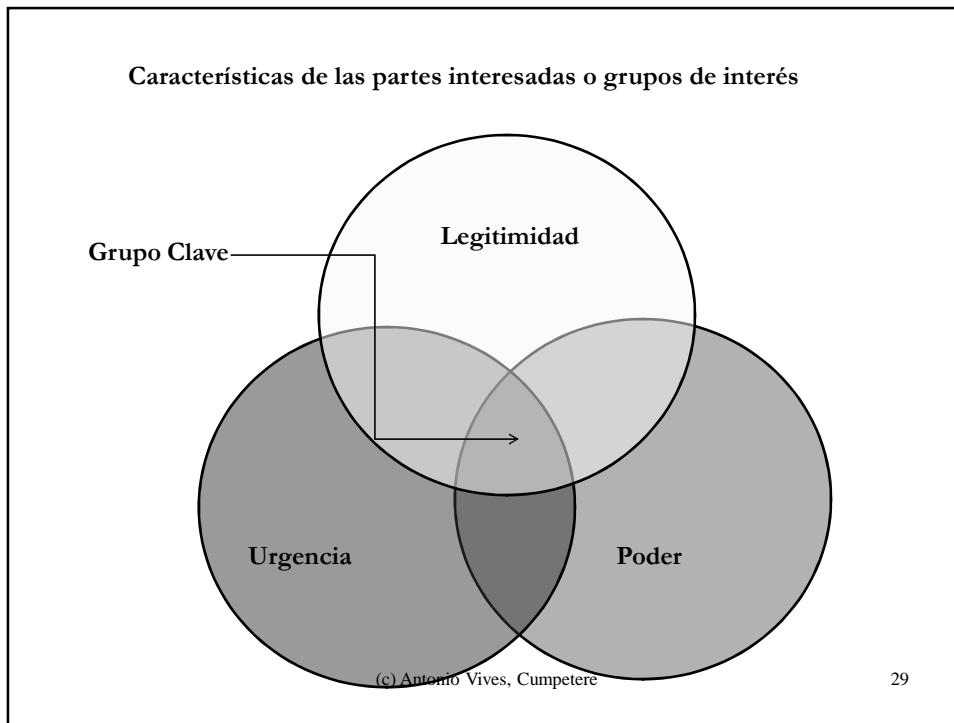 Características de las partes interesadas o grupos de interés
Legitimidad
Grupo Clave
Urgencia
Poder
(c) Antonio Vives, Cumpetere
29